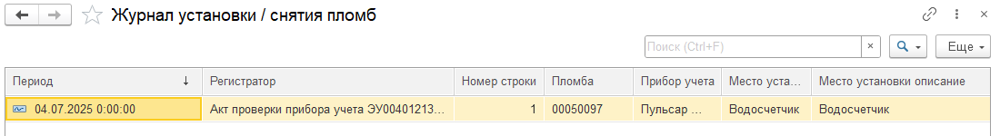 Журнал установки / снятия пломб
Поиск (Ctrl+F)
Еще
Период Регистратор Номер строки Пломба Прибор учета Место уста... Место установки описание
04.07.2025 0:00:00 Акт проверки прибора учета ЭУ00401213... 1 00050097 Пульсар ... Водосчетчик Водосчетчик